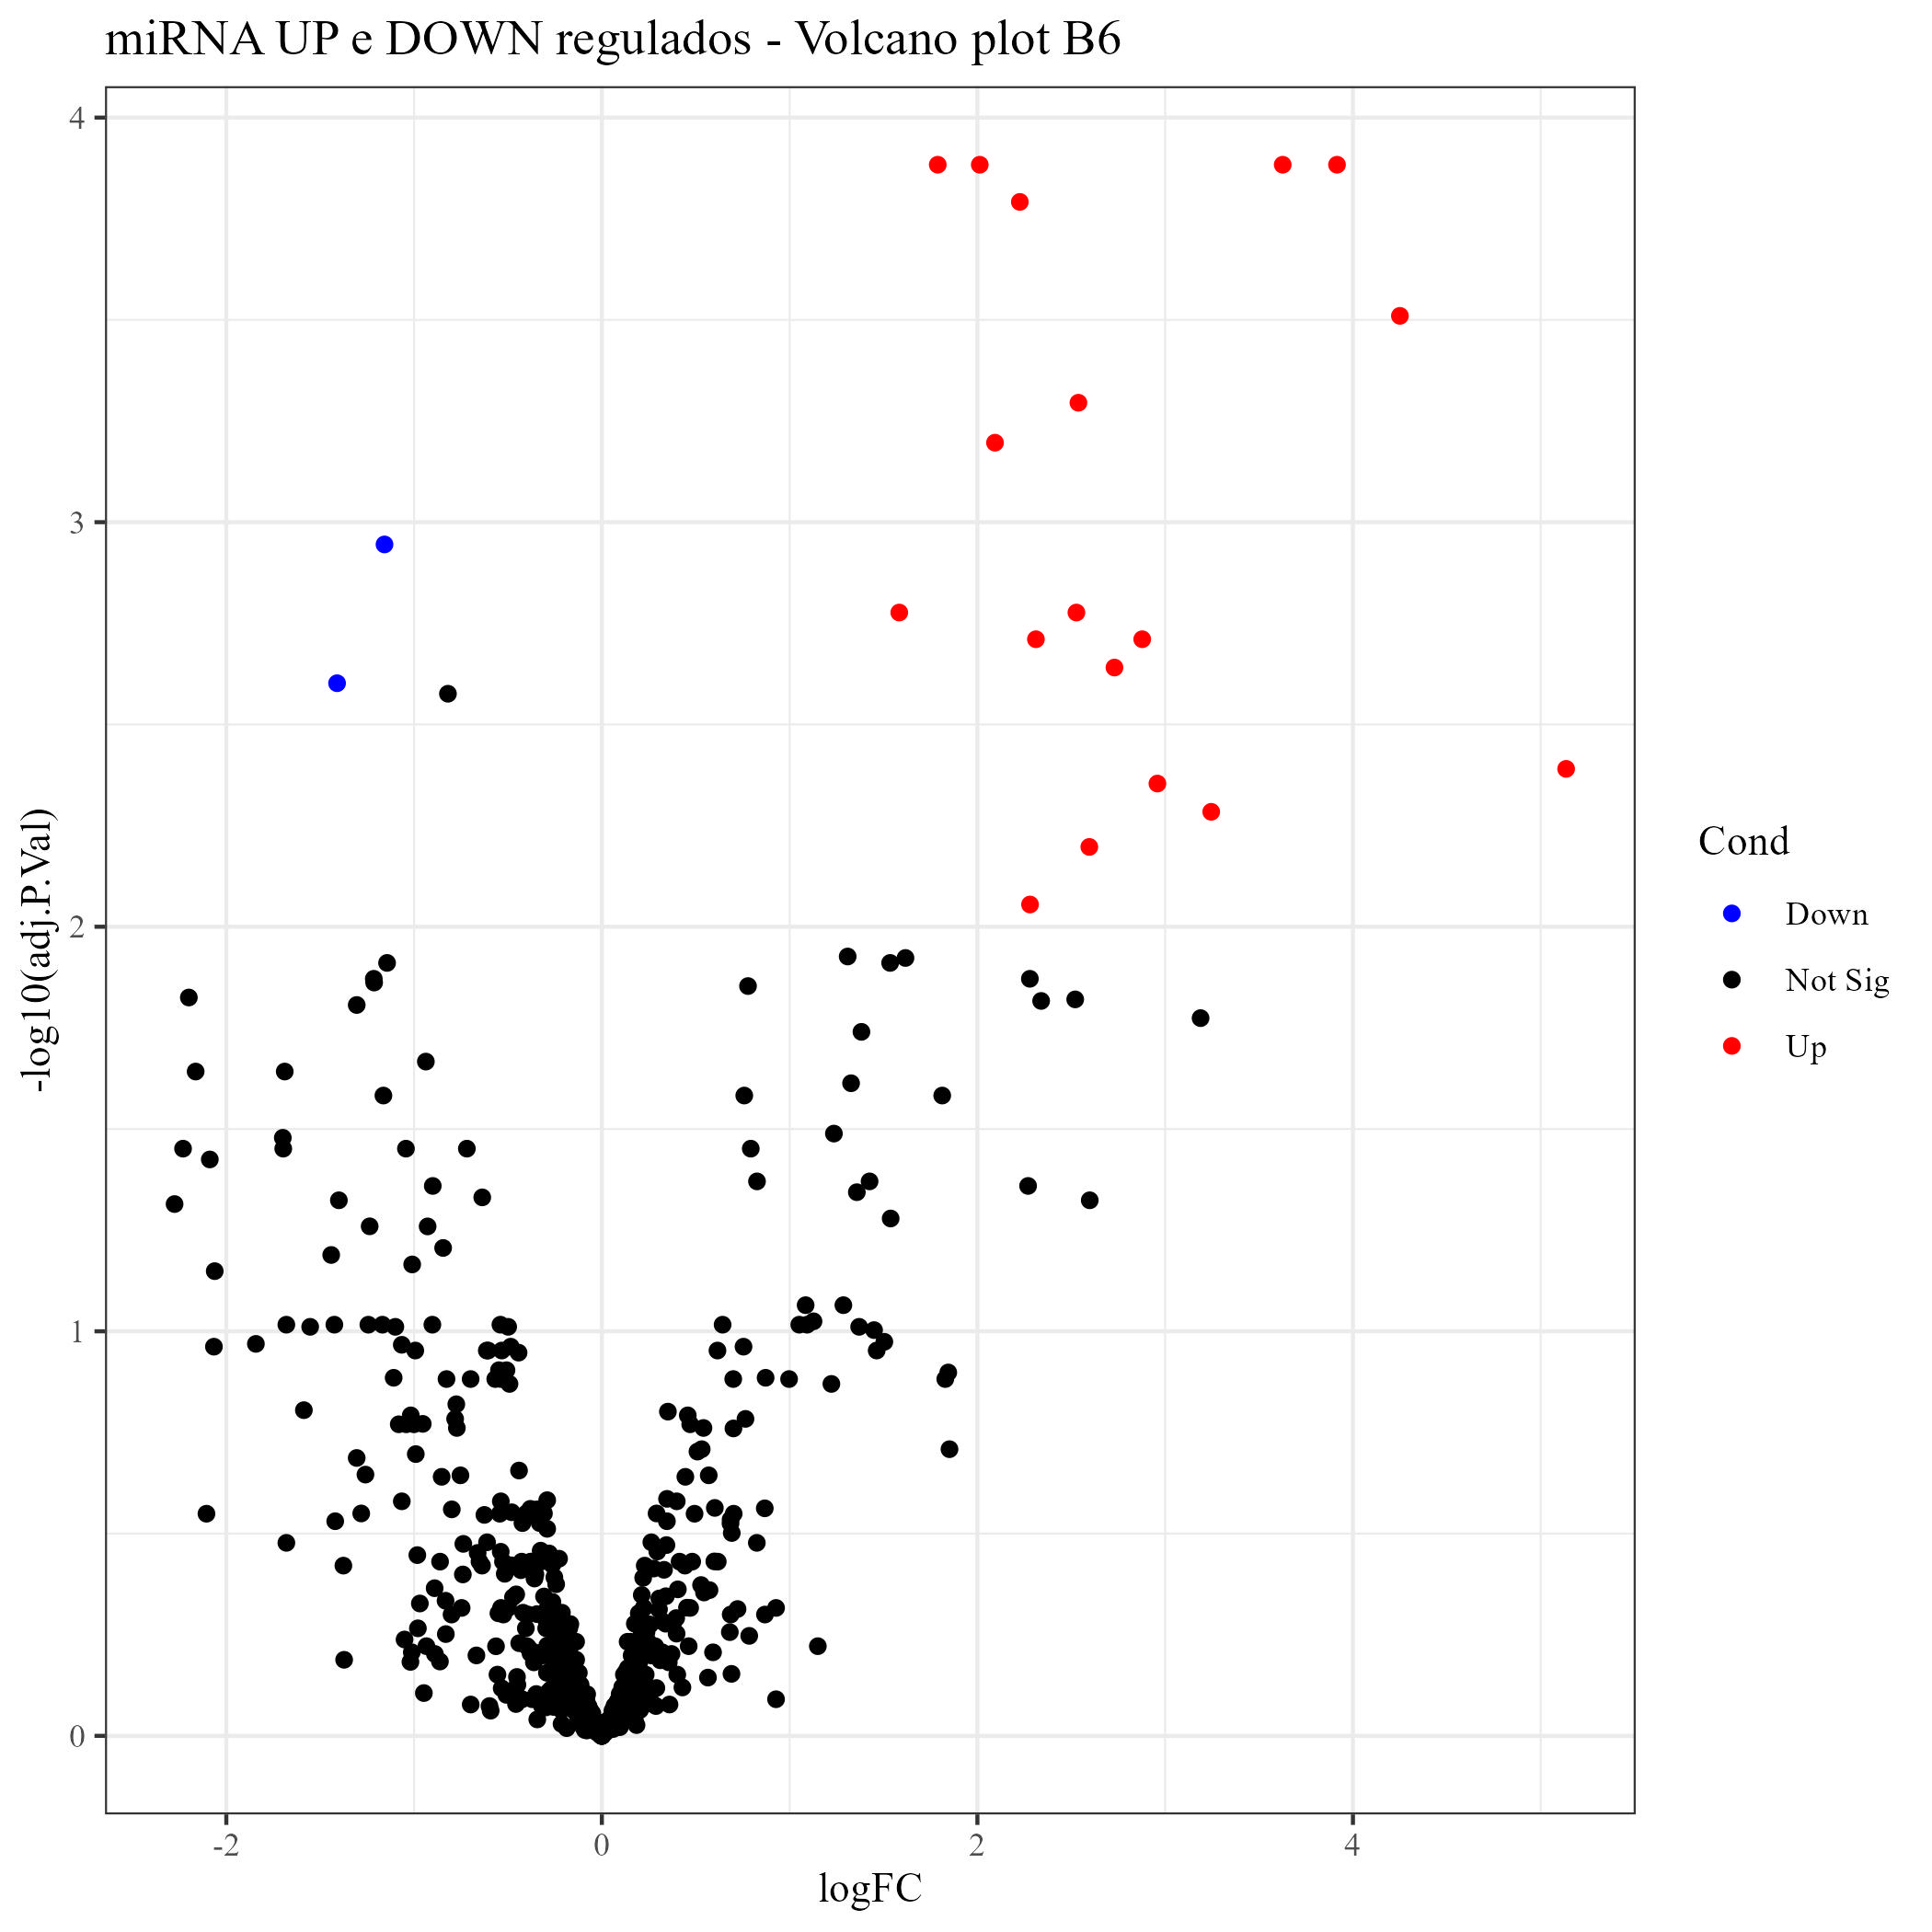 miRNA UP e DOWN regulados - Volcano plot B6
4
3
2
1
0
-log10(adj.P.Val)
-2
0
2
4
logFC
Cond
Down
Not Sig
Up